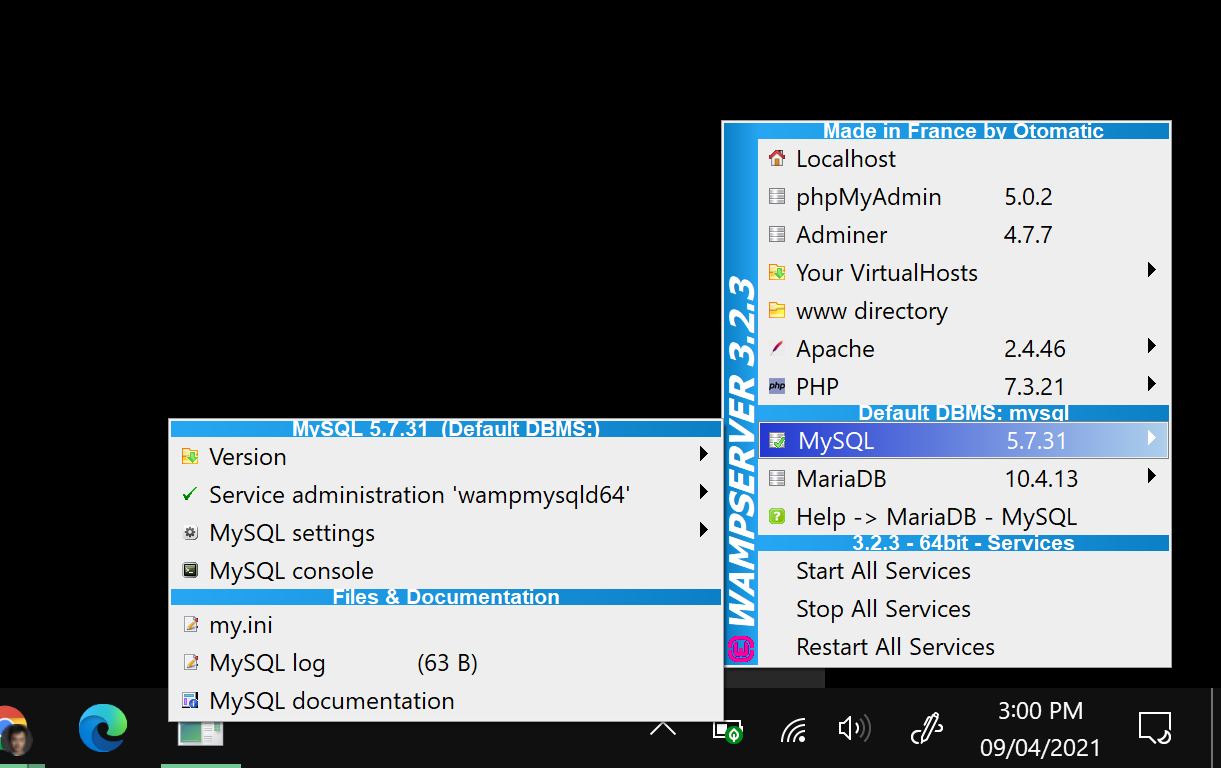 Made in France by Otomatic
Localhost
phpMyAdmin 5.0.2
Adminer 4.7.7
Your VirtualHosts
www directory
Apache 2.4.46
php PHP 7.3.21
Default DBMS: mysql
MySQL 5.7.31
MariaDB 10.4.13
? Help -> MariaDB - MySQL
3.2.3 - 64bit - Services
Start All Services
Stop All Services
Restart All Services
WAMPSERVER 3.2.3
MySQL 5.7.31 (Default DBMS:)
Version
Service administration 'wampmysqld64'
MySQL settings
MySQL console
Files & Documentation
my.ini
MySQL log (63 B)
MySQL documentation
3:00 PM
09/04/2021